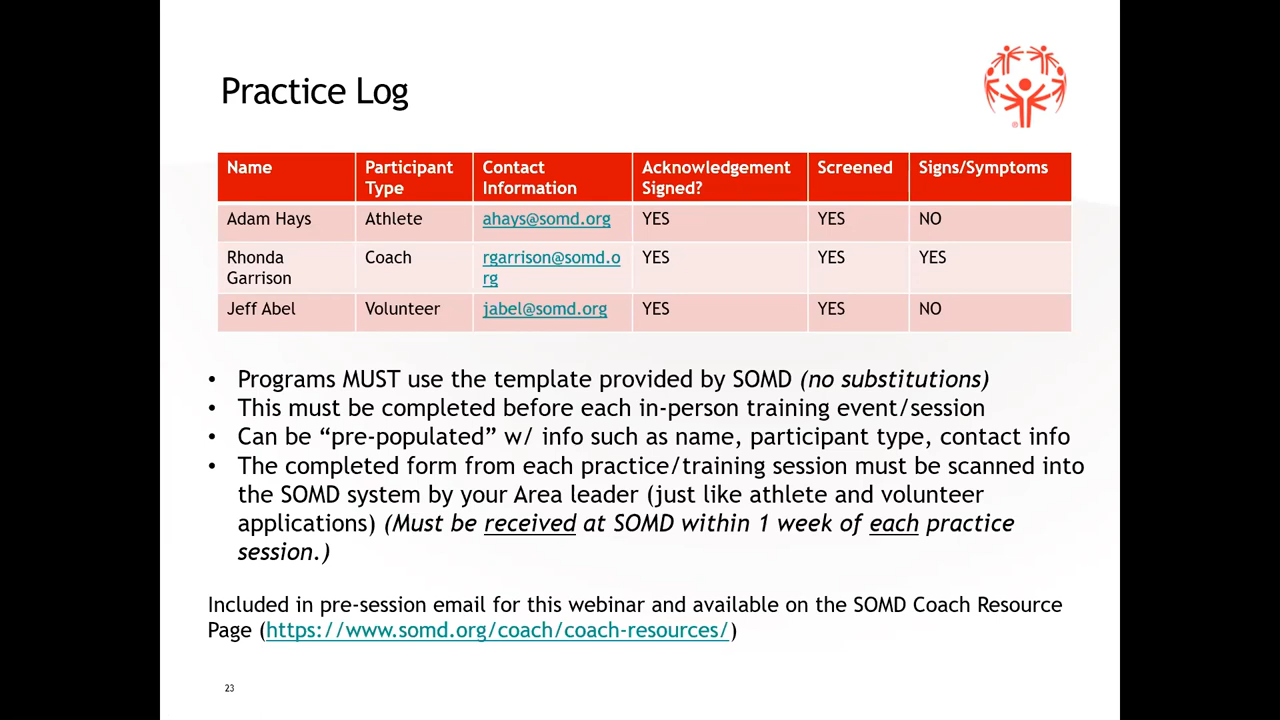 Practice Log
Name Participant Type Contact Information Acknowledgement Signed? Screened Signs/Symptoms
Adam Hays Athlete ahays@somd.org YES YES NO
Rhonda Garrison Coach rgarrison@somd.org YES YES YES
Jeff Abel Volunteer jabel@somd.org YES YES NO
• Programs MUST use the template provided by SOMD (no substitutions)
• This must be completed before each in-person training event/session
• Can be “pre-populated” w/ info such as name, participant type, contact info
• The completed form from each practice/training session must be scanned into
the SOMD system by your Area leader (just like athlete and volunteer
applications) (Must be received at SOMD within 1 week of each practice
session.)
Included in pre-session email for this webinar and available on the SOMD Coach Resource
Page (https://www.somd.org/coach/coach-resources/)
23